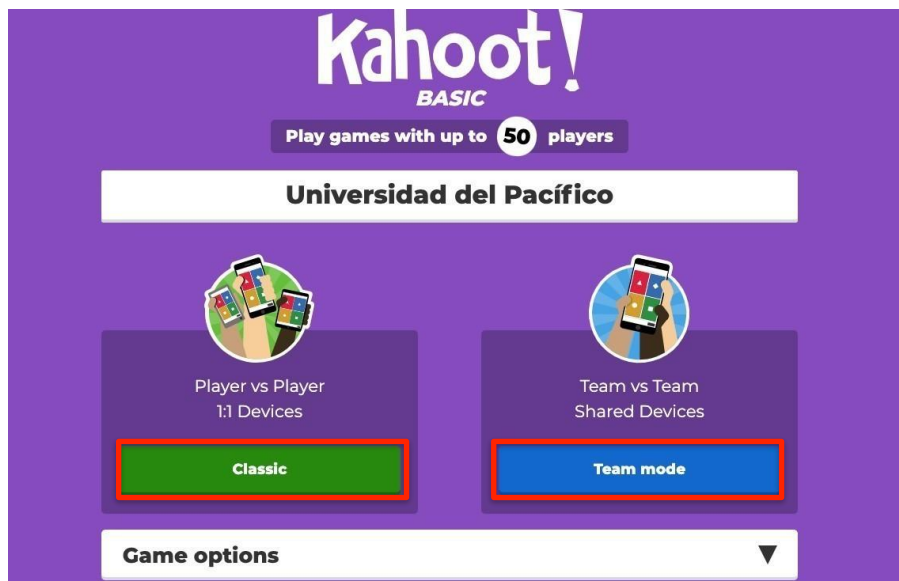 Kahoot!
BASIC
Play games with up to 50 players
Universidad del Pacífico
Player vs Player
1:1 Devices
Classic
Team vs Team
Shared Devices
Team mode
Game options